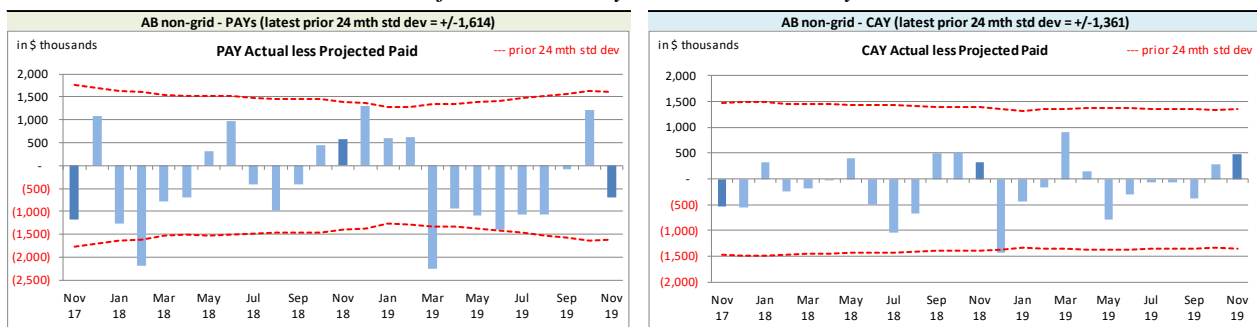 AB non-grid - PAYs (latest prior 24 mth std dev = +/-1,614)
in $ thousands
PAY Actual less Projected Paid
--- prior 24 mth std dev
2,000
1,500
1,000
500
-
(500)
(1,000)
(1,500)
(2,000)
(2,500)
Nov Jan Mar May Jul Sep Nov Jan Mar May Jul Sep Nov
17 18 18 18 18 18 18 19 19 19 19 19 19
AB non-grid - CAY (latest prior 24 mth std dev = +/-1,361)
in $ thousands
CAY Actual less Projected Paid
--- prior 24 mth std dev
2,000
1,500
1,000
500
-
(500)
(1,000)
(1,500)
(2,000)
Nov Jan Mar May Jul Sep Nov Jan Mar May Jul Sep Nov
17 18 18 18 18 18 18 19 19 19 19 19 19